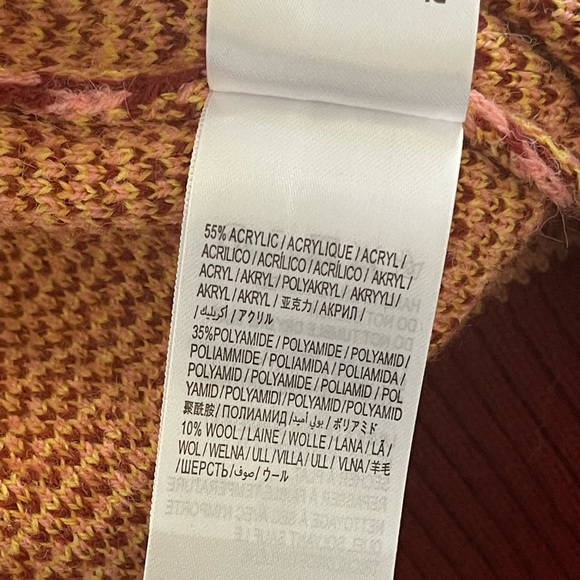 55% ACRYLIC / ACRYLIQUE / ACRYL /
ACRILICO / ACRÍLICO / ACRÍLICO / AKRYL /
ACRYL / AKRYL / POLYAKRYL / AKRYYLI /
AKRYL / AKRYL / 亚克力 / АКРИЛ /
/ أكريليك / アクリル
35%POLYAMIDE / POLYAMIDE / POLYAMID /
POLIAMMIDE / POLIAMIDA / POLIAMIDA /
POLYAMID / POLYAMIDE / POLIAMID / POL
YAMID/POLYAMIDI/POLYAMID/POLYAMID
聚酰胺 / ПОЛИАМИД / بولي أميد / ポリアミド
10% WOOL / LAINE / WOLLE / LANA / LÃ /
WOL / WELNA / ULL /VILLA / ULL / VLNA / 羊毛
/ШЕРСТЬ / صوف / ウール